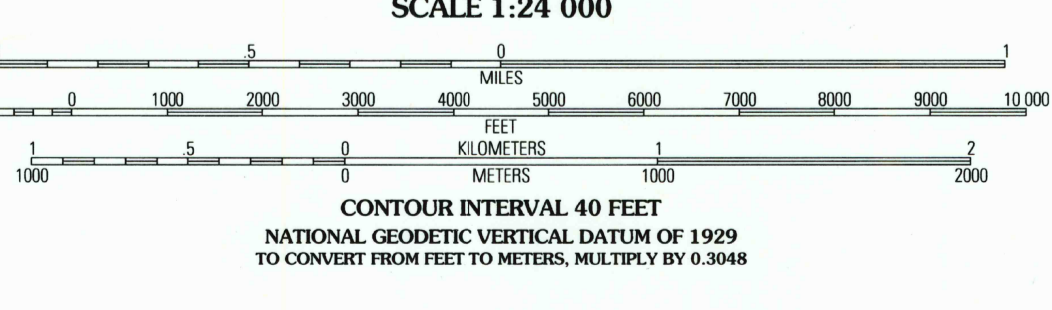 SCALE 1:24 000
.5 0 1
MILES
0 1000 2000 3000 4000 5000 6000 7000 8000 9000 10 000
FEET
1 .5 0 KILOMETERS 1 2
1000 0 METERS 1000 2000
CONTOUR INTERVAL 40 FEET
NATIONAL GEODETIC VERTICAL DATUM OF 1929
TO CONVERT FROM FEET TO METERS, MULTIPLY BY 0.3048